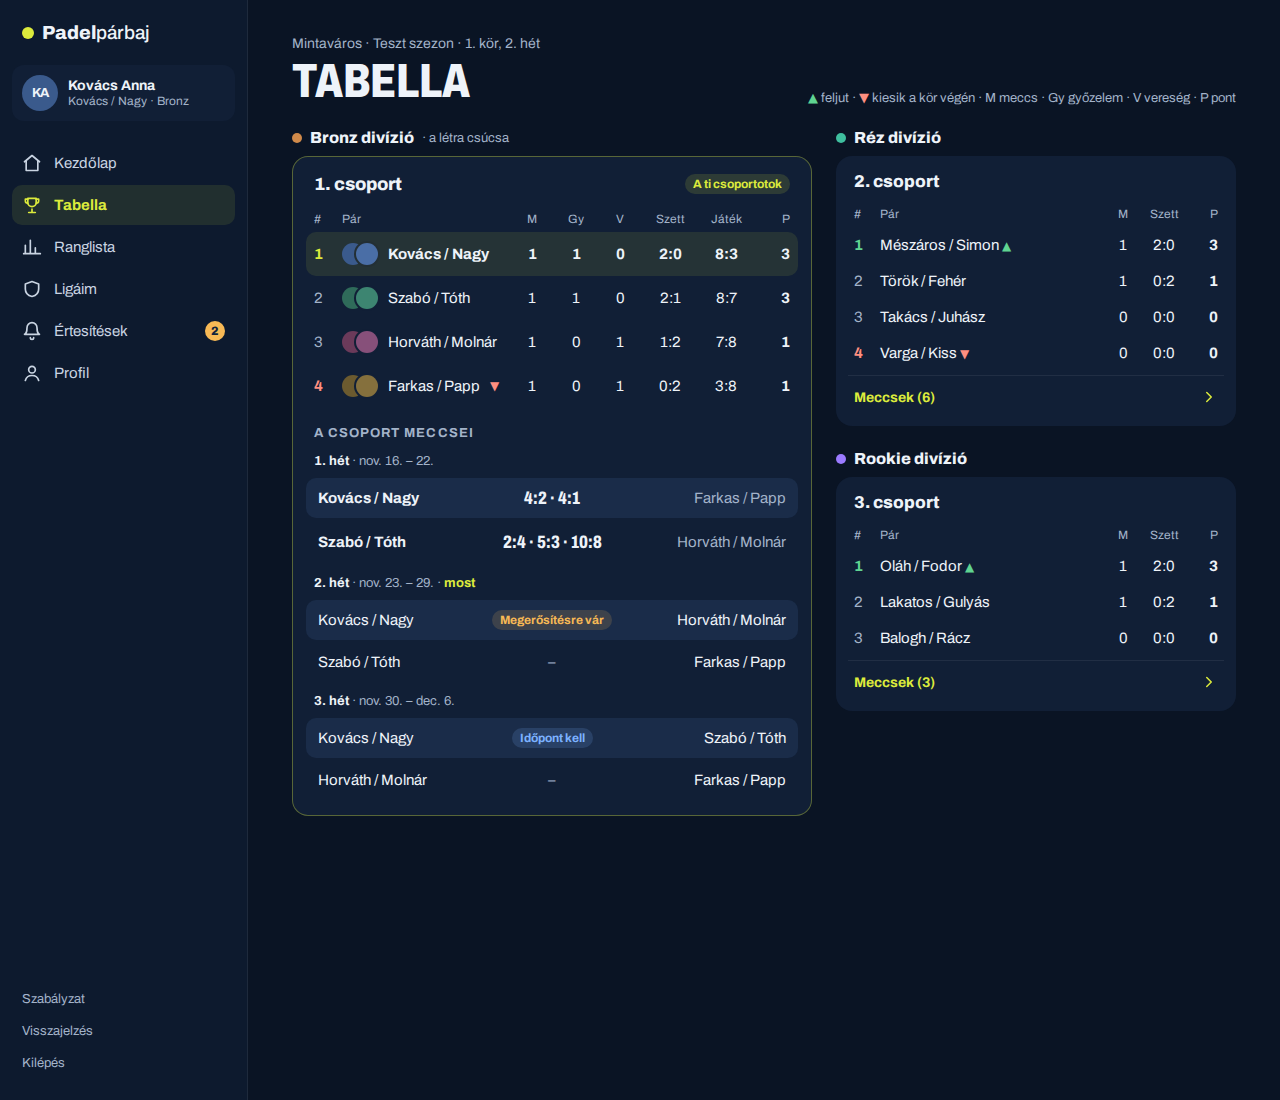 Padelpárbaj
KA
Kovács Anna
Kovács / Nagy · Bronz
Kezdőlap
Tabella
Ranglista
Ligáim
Értesítések 2
Profil
Szabályzat
Visszajelzés
Kilépés
Mintaváros · Teszt szezon · 1. kör, 2. hét
TABELLA
▲ feljut · ▼ kiesik a kör végén · M meccs · Gy győzelem · V vereség · P pont
Bronz divízió · a létra csúcsa
1. csoport A ti csoportotok
# Pár M Gy V Szett Játék P
1 Kovács / Nagy 1 1 0 2:0 8:3 3
2 Szabó / Tóth 1 1 0 2:1 8:7 3
3 Horváth / Molnár 1 0 1 1:2 7:8 1
4 Farkas / Papp ▼ 1 0 1 0:2 3:8 1
A CSOPORT MECCSEI
1. hét · nov. 16. – 22.
Kovács / Nagy 4:2 · 4:1 Farkas / Papp
Szabó / Tóth 2:4 · 5:3 · 10:8 Horváth / Molnár
2. hét · nov. 23. – 29. · most
Kovács / Nagy Megerősítésre vár Horváth / Molnár
Szabó / Tóth – Farkas / Papp
3. hét · nov. 30. – dec. 6.
Kovács / Nagy Időpont kell Szabó / Tóth
Horváth / Molnár – Farkas / Papp
Réz divízió
2. csoport
# Pár M Szett P
1 Mészáros / Simon ▲ 1 2:0 3
2 Török / Fehér 1 0:2 1
3 Takács / Juhász 0 0:0 0
4 Varga / Kiss ▼ 0 0:0 0
Meccsek (6)
Rookie divízió
3. csoport
# Pár M Szett P
1 Oláh / Fodor ▲ 1 2:0 3
2 Lakatos / Gulyás 1 0:2 1
3 Balogh / Rácz 0 0:0 0
Meccsek (3)